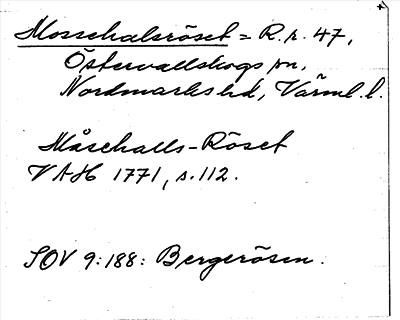 Mosschalsröset = R.r. 47,
Östervallskogs sn,
Nordmarks hd, Värml. l.
Måschalls-Röset
VAH 1771, s. 112.
SOV 9:188: Bergerösen.